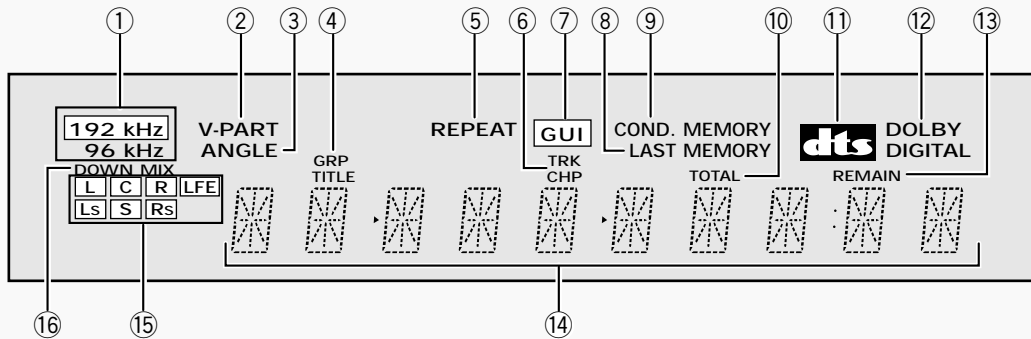 ① ② ③ ④ ⑤ ⑥ ⑦ ⑧ ⑨ ⑩ ⑪ ⑫ ⑬
192 kHz V-PART REPEAT GUI COND. MEMORY dts DOLBY
96 kHz ANGLE LAST MEMORY DIGITAL
DOWN MIX GRP TRK
TITLE CHP TOTAL REMAIN
L C R LFE
Ls S Rs
⑯ ⑮ ⑭